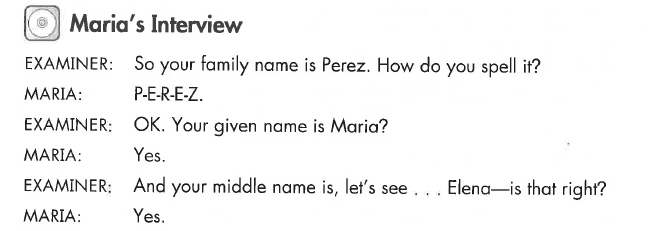 Maria's Interview
EXAMINER: So your family name is Perez. How do you spell it?
MARIA: P-E-R-E-Z.
EXAMINER: OK. Your given name is Maria?
MARIA: Yes.
EXAMINER: And your middle name is, let's see . . . Elena—is that right?
MARIA: Yes.